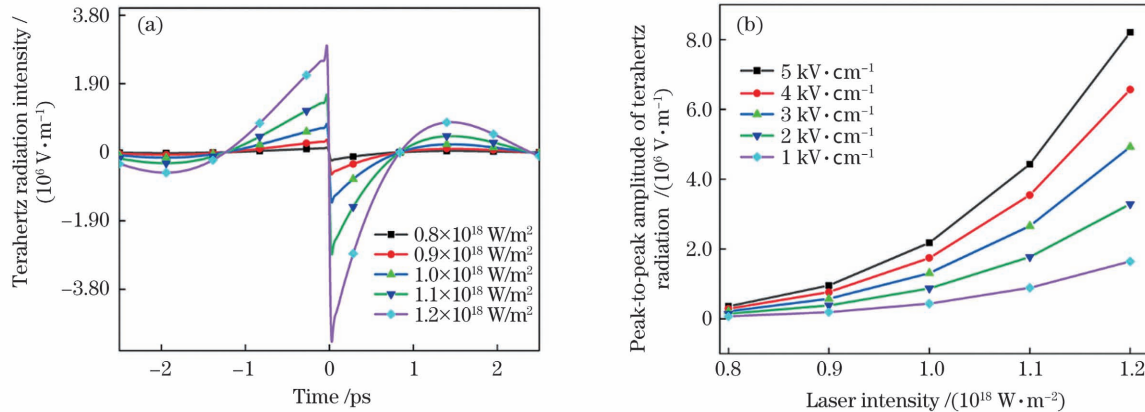 (a)
Terahertz radiation intensity /
(10⁶ V·m⁻¹)
3.80
1.90
0
−1.90
−3.80
0.8×10¹⁸ W/m²
0.9×10¹⁸ W/m²
1.0×10¹⁸ W/m²
1.1×10¹⁸ W/m²
1.2×10¹⁸ W/m²
−2
−1
0
1
2
Time /ps
(b)
Peak-to-peak amplitude of terahertz
radiation /(10⁶ V·m⁻¹)
8.0
6.0
4.0
2.0
0
5 kV·cm⁻¹
4 kV·cm⁻¹
3 kV·cm⁻¹
2 kV·cm⁻¹
1 kV·cm⁻¹
0.8
0.9
1.0
1.1
1.2
Laser intensity /(10¹⁸ W·m⁻²)